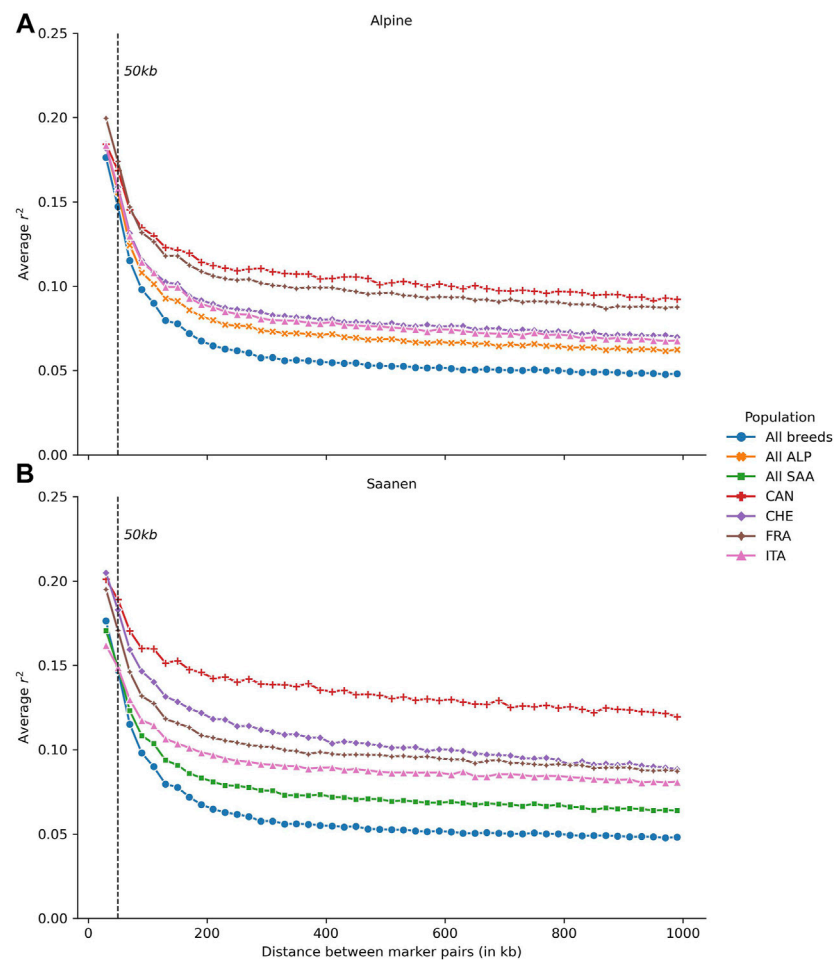 A
Alpine
0.25
50kb
0.20
0.15
Average r²
0.10
0.05
0.00
Population
All breeds
All ALP
All SAA
CAN
CHE
FRA
ITA
B
Saanen
0.25
50kb
0.20
0.15
Average r²
0.10
0.05
0.00
0 200 400 600 800 1000
Distance between marker pairs (in kb)